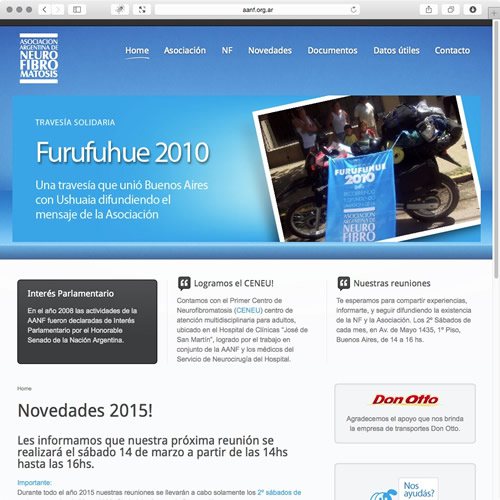 aanf.org.ar
ASOCIACION
ARGENTINA DE
NEURO
FIBRO
MATOSIS
Home Asociación NF Novedades Documentos Datos útiles Contacto
TRAVESÍA SOLIDARIA
Furufuhue 2010
Una travesía que unió Buenos Aires
con Ushuaia difundiendo el
mensaje de la Asociación
FURUFUHUE
2010
ASOCIACION
ARGENTINA DE
NEURO
FIBRO
Interés Parlamentario
En el año 2008 las actividades de la
AANF fueron declaradas de Interés
Parlamentario por el Honorable
Senado de la Nación Argentina.
Logramos el CENEU!
Contamos con el Primer Centro de
Neurofibromatosis (CENEU) centro de
atención multidisciplinaria para adultos,
ubicado en el Hospital de Clínicas "José de
San Martín", logrado por el trabajo en
conjunto de la AANF y los médicos del
Servicio de Neurocirugía del Hospital.
Nuestras reuniones
Te esperamos para compartir experiencias,
informarte, y seguir difundiendo la existencia
de la NF y la Asociación. Los 2º Sábados de
cada mes, en Av. de Mayo 1435, 1º Piso,
Buenos Aires, de 14 a 16 hs.
Home
Novedades 2015!
Les informamos que nuestra próxima reunión se
realizará el sábado 14 de marzo a partir de las 14hs
hasta las 16hs.
Importante:
Durante todo el año 2015 nuestras reuniones se llevarán a cabo solamente los 2º sábados de
Don Otto
Agradecemos el apoyo que nos brinda
la empresa de transportes Don Otto.
Nos
ayudás?